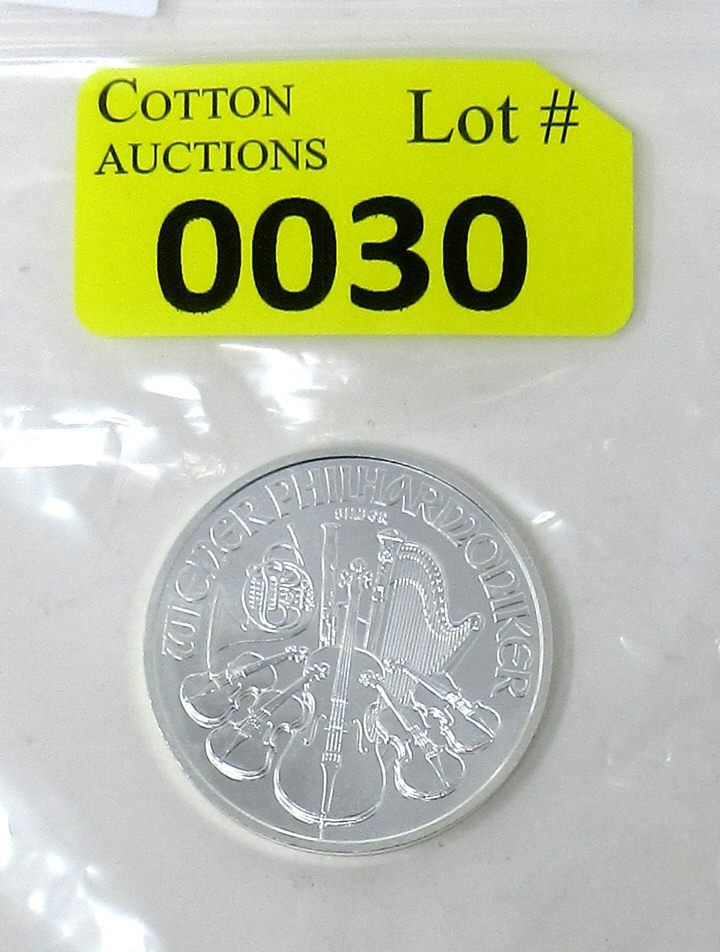 COTTON
AUCTIONS
Lot #
0030
WIENER PHILHARMONIKER
SILBER